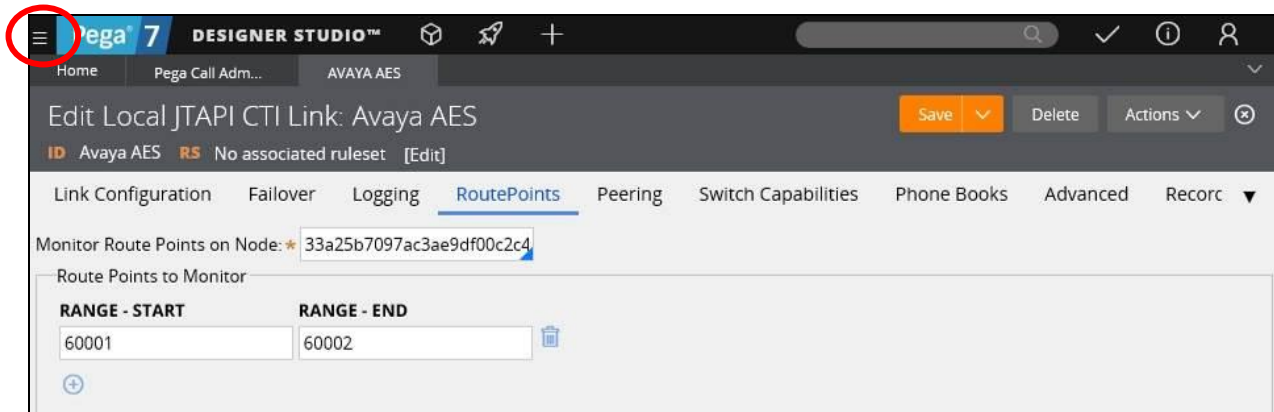 Pega 7 DESIGNER STUDIO™
Home Pega Call Adm... AVAYA AES
Edit Local JTAPI CTI Link: Avaya AES Save Delete Actions
ID Avaya AES RS No associated ruleset [Edit]
Link Configuration Failover Logging RoutePoints Peering Switch Capabilities Phone Books Advanced Recorc
Monitor Route Points on Node: * 33a25b7097ac3ae9df00c2c4
Route Points to Monitor
RANGE - START RANGE - END
60001 60002